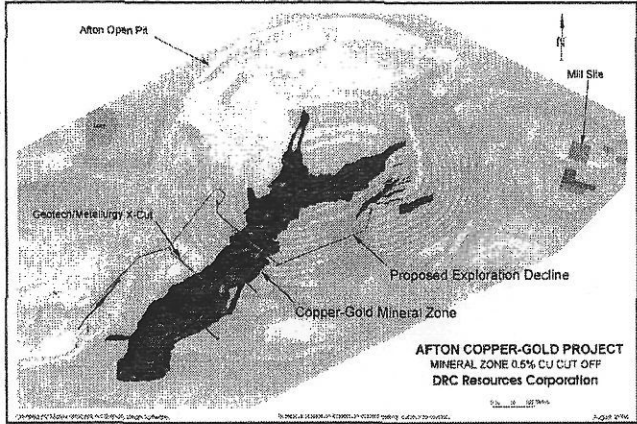 Afton Open Pit
N
Mill Site
Geotech/Metallurgy X-Cut
Proposed Exploration Decline
Copper-Gold Mineral Zone
AFTON COPPER-GOLD PROJECT
MINERAL ZONE 0.5% CU CUT OFF
DRC Resources Corporation
August